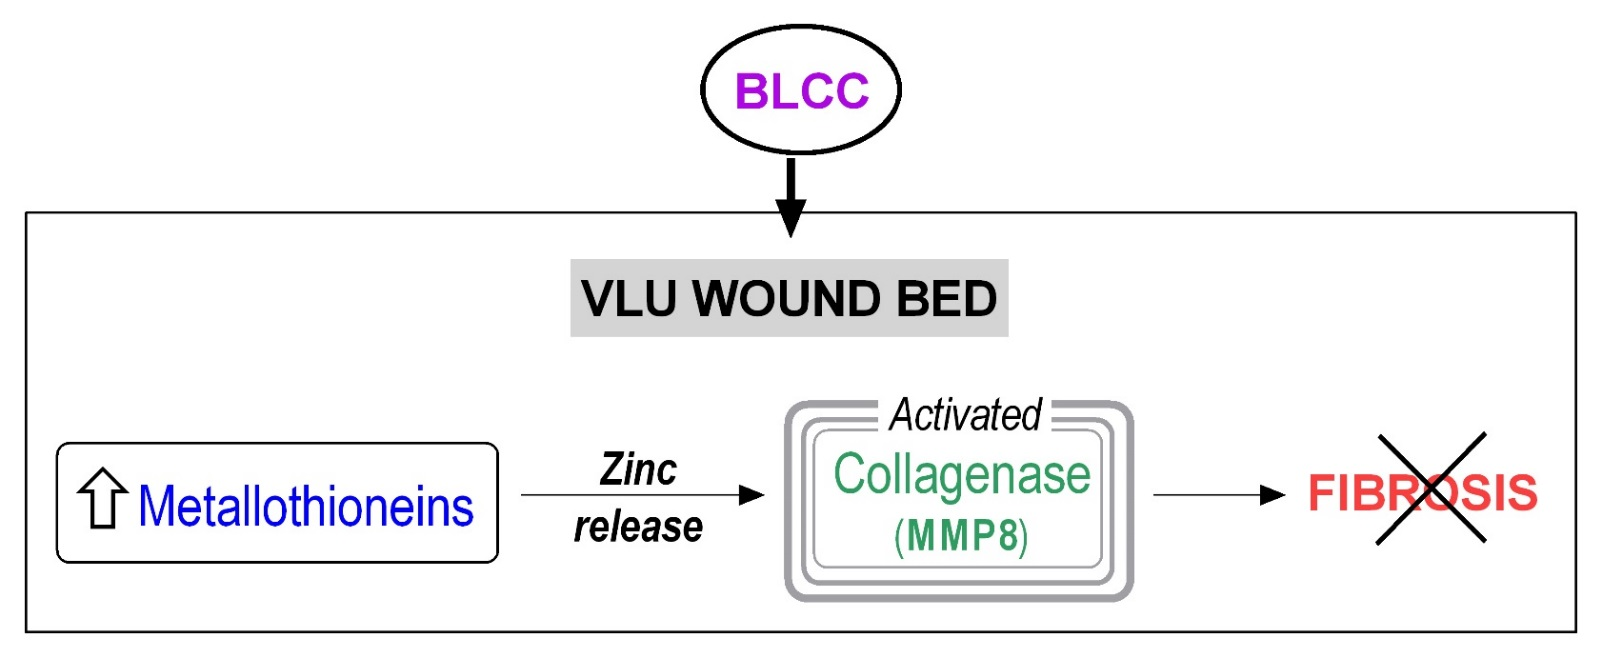 BLCC
VLU WOUND BED
Metallothioneins
Zinc
release
Activated
Collagenase
(MMP8)
FIBROSIS